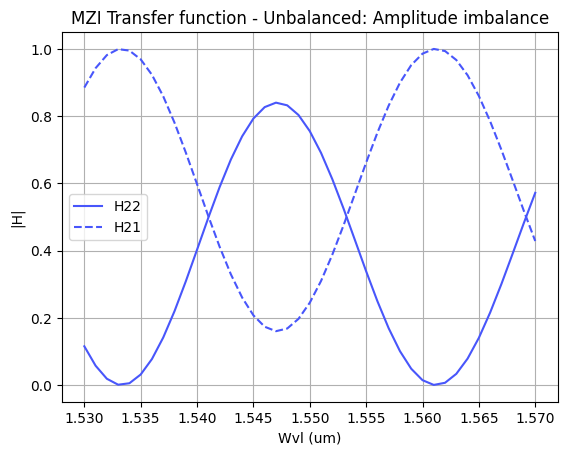 MZI Transfer function - Unbalanced: Amplitude imbalance
1.0
0.8
0.6
0.4
0.2
0.0
|H|
H22
H21
1.530 1.535 1.540 1.545 1.550 1.555 1.560 1.565 1.570
Wvl (um)